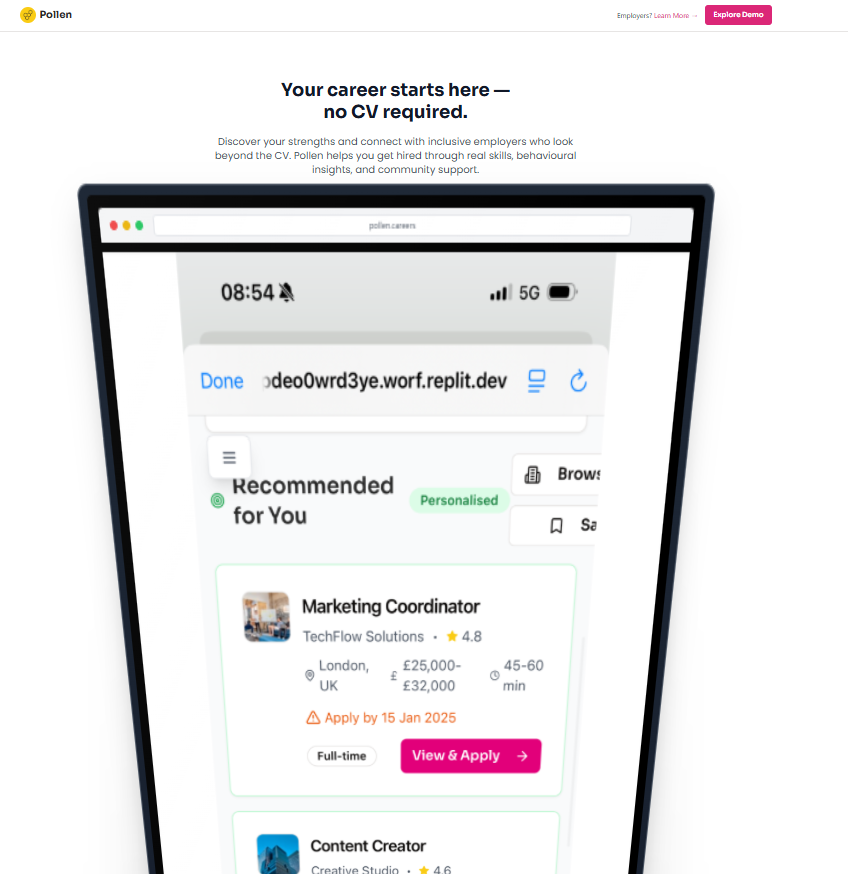 Pollen
Employers? Learn More →
Explore Demo
Your career starts here —
no CV required.
Discover your strengths and connect with inclusive employers who look
beyond the CV. Pollen helps you get hired through real skills, behavioural
insights, and community support.
pollen.careers
08:54
5G
Done
odeo0wrd3ye.worf.replit.dev
Recommended
for You
Personalised
Brows
Sa
Marketing Coordinator
TechFlow Solutions • 4.8
London,
UK
£
£25,000-
£32,000
45-60
min
Apply by 15 Jan 2025
Full-time
View & Apply →
Content Creator
Creative Studio • 4.6